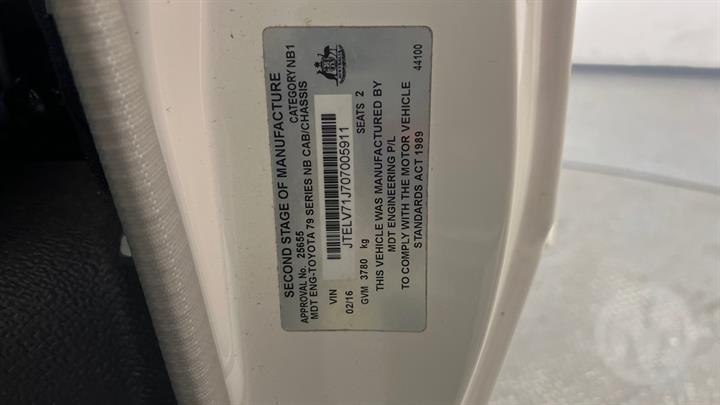 SECOND STAGE OF MANUFACTURE
APPROVAL No. 25655 CATEGORY NB1
MDT ENG-TOYOTA 79 SERIES NB CAB/CHASSIS
VIN JTELV71J707005911
02/16
GVM 3780 kg SEATS 2
THIS VEHICLE WAS MANUFACTURED BY
MDT ENGINEERING P/L
TO COMPLY WITH THE MOTOR VEHICLE
STANDARDS ACT 1989
44100